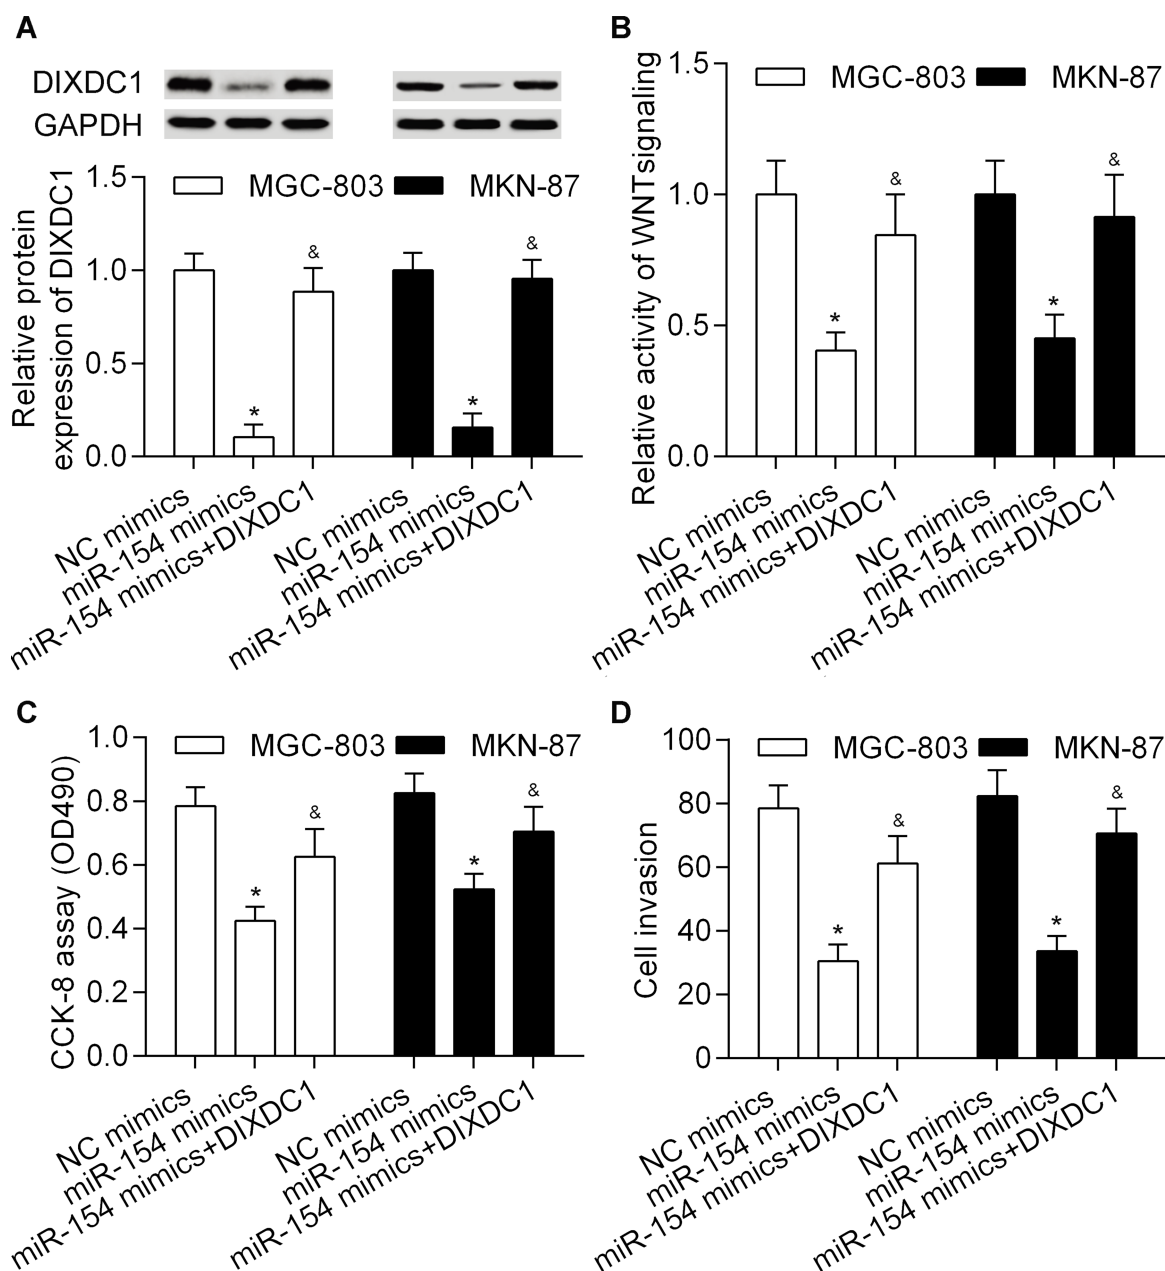 A
DIXDC1
GAPDH
Relative protein
expression of DIXDC1
1.5
1.0
0.5
0.0
MGC-803 MKN-87
* & * &
NC mimics
miR-154 mimics
miR-154 mimics+DIXDC1
NC mimics
miR-154 mimics
miR-154 mimics+DIXDC1
B
Relative activity of WNTsignaling
1.5
1.0
0.5
0.0
MGC-803 MKN-87
* & * &
NC mimics
miR-154 mimics
miR-154 mimics+DIXDC1
NC mimics
miR-154 mimics
miR-154 mimics+DIXDC1
C
CCK-8 assay (OD490)
1.0
0.8
0.6
0.4
0.2
0.0
MGC-803 MKN-87
* & * &
NC mimics
miR-154 mimics
miR-154 mimics+DIXDC1
NC mimics
miR-154 mimics
miR-154 mimics+DIXDC1
D
Cell invasion
100
80
60
40
20
0
MGC-803 MKN-87
* & * &
NC mimics
miR-154 mimics
miR-154 mimics+DIXDC1
NC mimics
miR-154 mimics
miR-154 mimics+DIXDC1